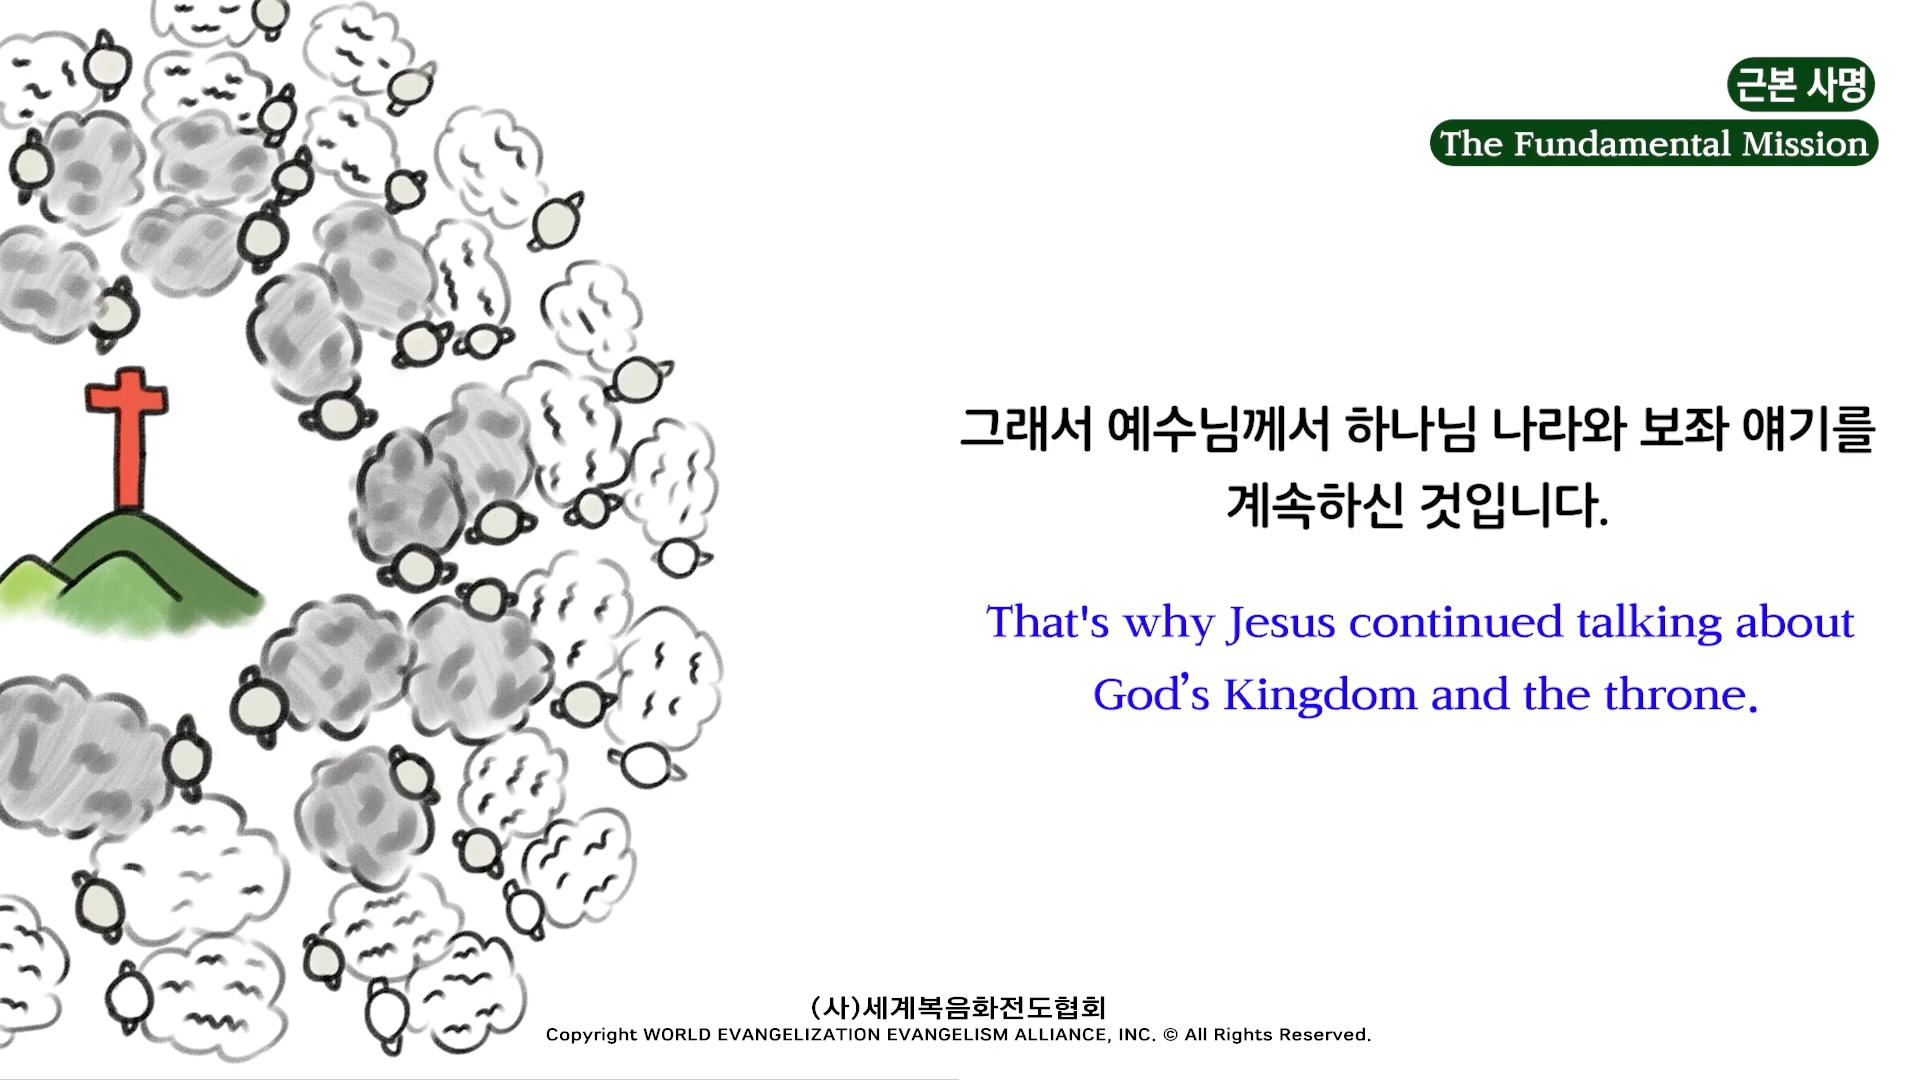 근본 사명
The Fundamental Mission
그래서 예수님께서 하나님 나라와 보좌 얘기를
계속하신 것입니다.
That's why Jesus continued talking about
God’s Kingdom and the throne.
(사)세계복음화전도협회
Copyright WORLD EVANGELIZATION EVANGELISM ALLIANCE, INC. © All Rights Reserved.